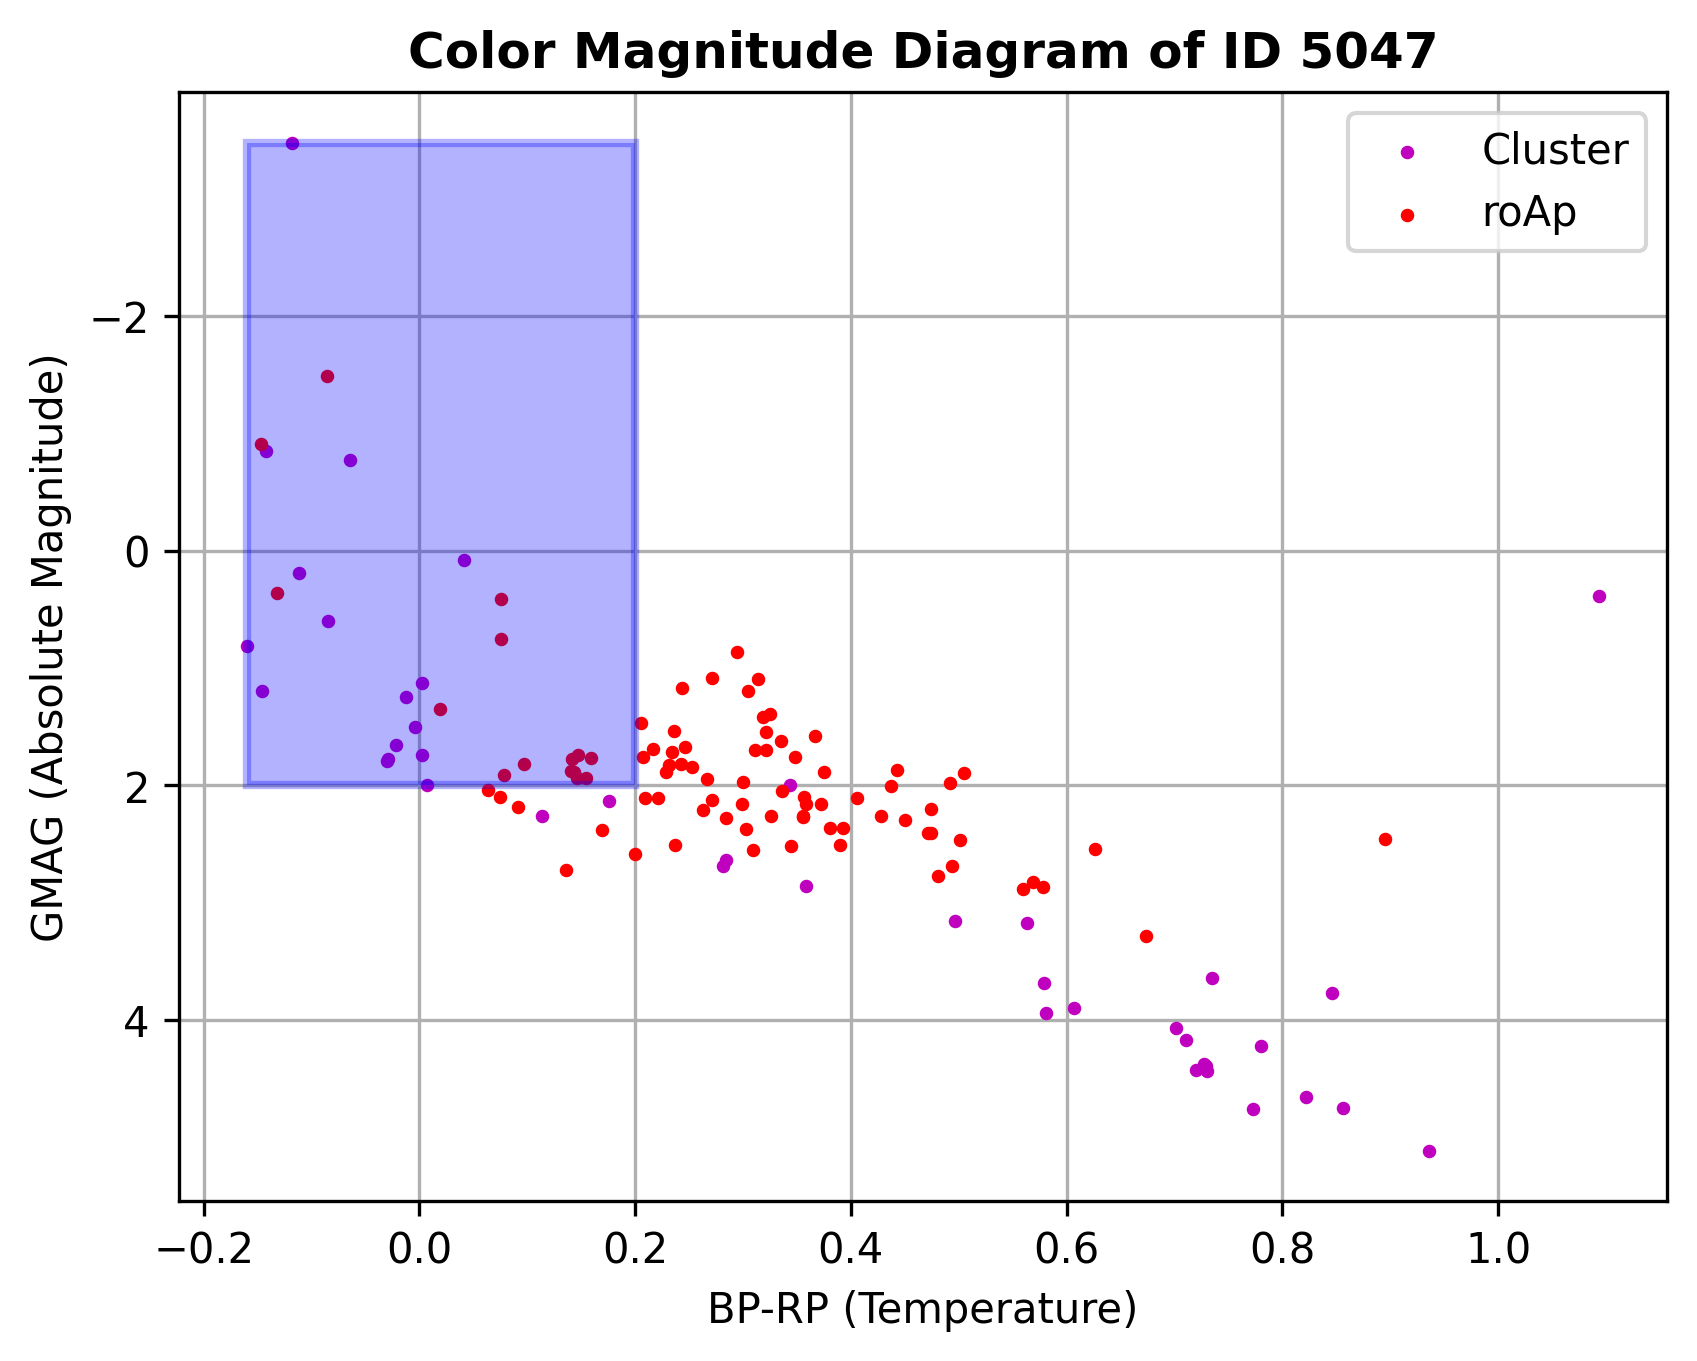 Color Magnitude Diagram of ID 5047
Cluster
roAp
GMAG (Absolute Magnitude)
−2
0
2
4
−0.2 0.0 0.2 0.4 0.6 0.8 1.0
BP-RP (Temperature)